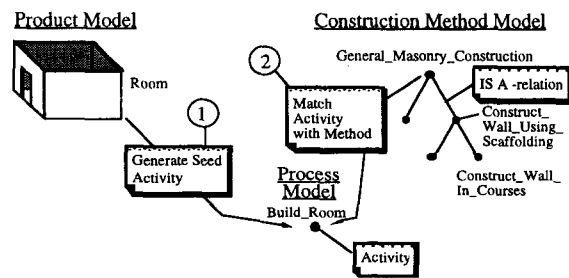 Product Model
Construction Method Model
General_Masonry_Construction
Room
2
IS A -relation
Match
Activity
with Method
Construct_
Wall_Using_
Scaffolding
1
Generate Seed
Activity
Process
Model
Construct_Wall_
In_Courses
Build_Room
Activity